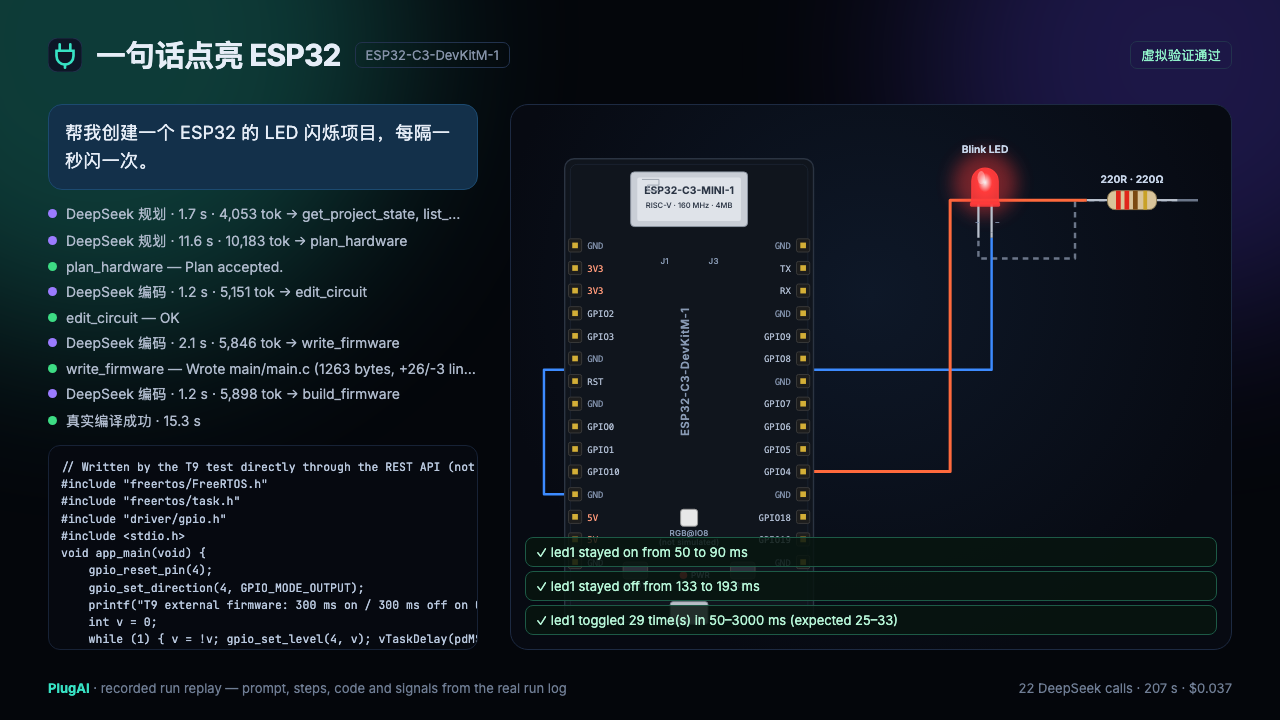 一句话点亮 ESP32
ESP32-C3-DevKitM-1
虚拟验证通过
帮我创建一个 ESP32 的 LED 闪烁项目，每隔一
秒闪一次。
DeepSeek 规划 · 1.7 s · 4,053 tok → get_project_state, list_...
DeepSeek 规划 · 11.6 s · 10,183 tok → plan_hardware
plan_hardware — Plan accepted.
DeepSeek 编码 · 1.2 s · 5,151 tok → edit_circuit
edit_circuit — OK
DeepSeek 编码 · 2.1 s · 5,846 tok → write_firmware
write_firmware — Wrote main/main.c (1263 bytes, +26/-3 lin...
DeepSeek 编码 · 1.2 s · 5,898 tok → build_firmware
真实编译成功 · 15.3 s
// Written by the T9 test directly through the REST API (not
#include "freertos/FreeRTOS.h"
#include "freertos/task.h"
#include "driver/gpio.h"
#include <stdio.h>
void app_main(void) {
    gpio_reset_pin(4);
    gpio_set_direction(4, GPIO_MODE_OUTPUT);
    printf("T9 external firmware: 300 ms on / 300 ms off on
    int v = 0;
    while (1) { v = !v; gpio_set_level(4, v); vTaskDelay(pdM
ESP32-C3-MINI-1
RISC-V · 160 MHz · 4MB
J1 J3
GND GND
3V3 TX
3V3 RX
GPIO2 GND
GPIO3 GPIO9
GND GPIO8
RST GND
GND GPIO7
GPIO0 GPIO6
GPIO1 GPIO5
GPIO10 GPIO4
GND GND
5V GPIO18
5V GPIO19
GND GND
ESP32-C3-DevKitM-1
RGB@IO8
(not simulated)
PWR
Blink LED
220R · 220Ω
✓ led1 stayed on from 50 to 90 ms
✓ led1 stayed off from 133 to 193 ms
✓ led1 toggled 29 time(s) in 50–3000 ms (expected 25–33)
PlugAI · recorded run replay — prompt, steps, code and signals from the real run log
22 DeepSeek calls · 207 s · $0.037